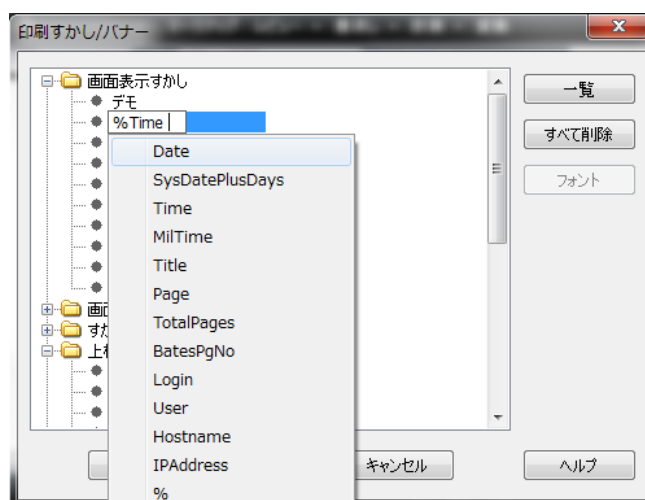 印刷すかし/バナー
画面表示すかし
デモ
%Time
Date
SysDatePlusDays
Time
MilTime
Title
Page
TotalPages
BatesPgNo
Login
User
Hostname
IPAddress
%
画
すか
上
一覧
すべて削除
フォント
キャンセル
ヘルプ